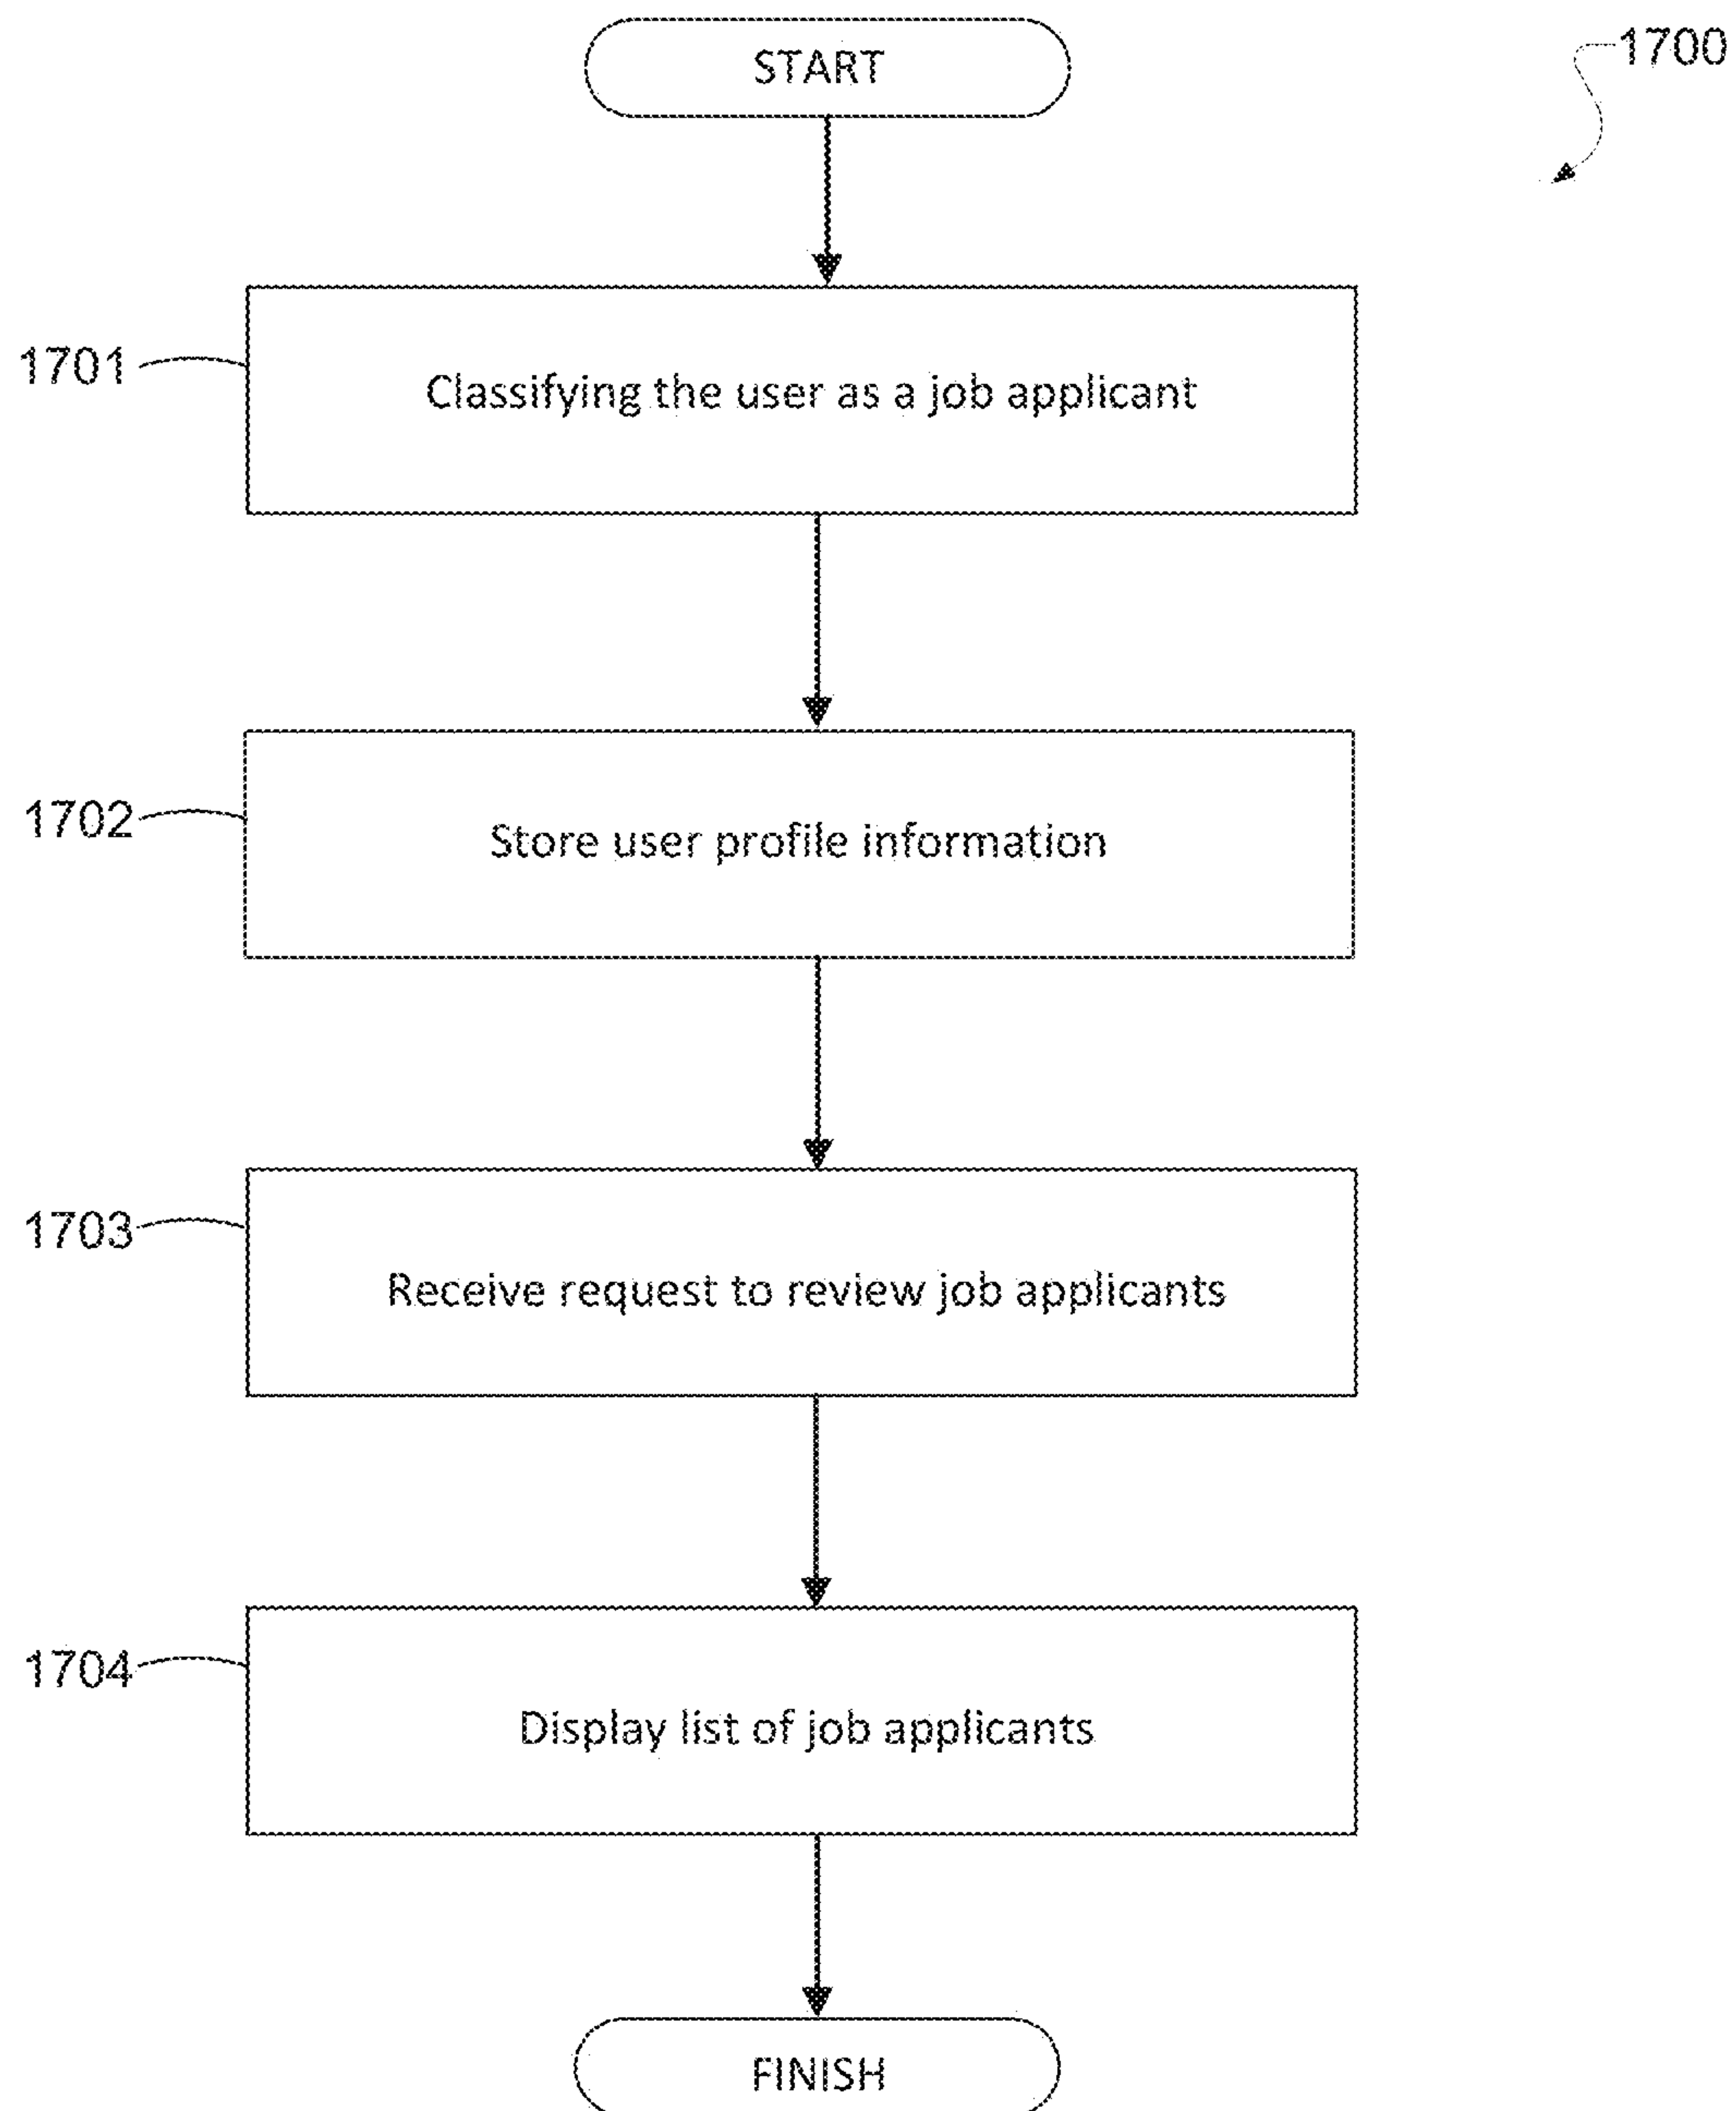 START
1700
1701
Classifying the user as a job applicant
1702
Store user profile information
1703
Receive request to review job applicants
1704
Display list of job applicants
FINISH